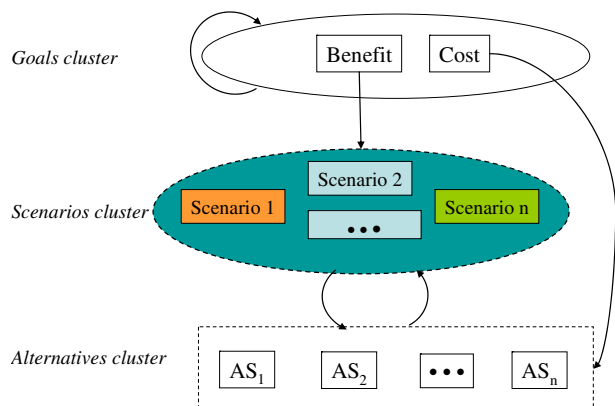 Goals cluster
Benefit
Cost
Scenarios cluster
Scenario 1
Scenario 2
•••
Scenario n
Alternatives cluster
AS₁
AS₂
•••
ASₙ